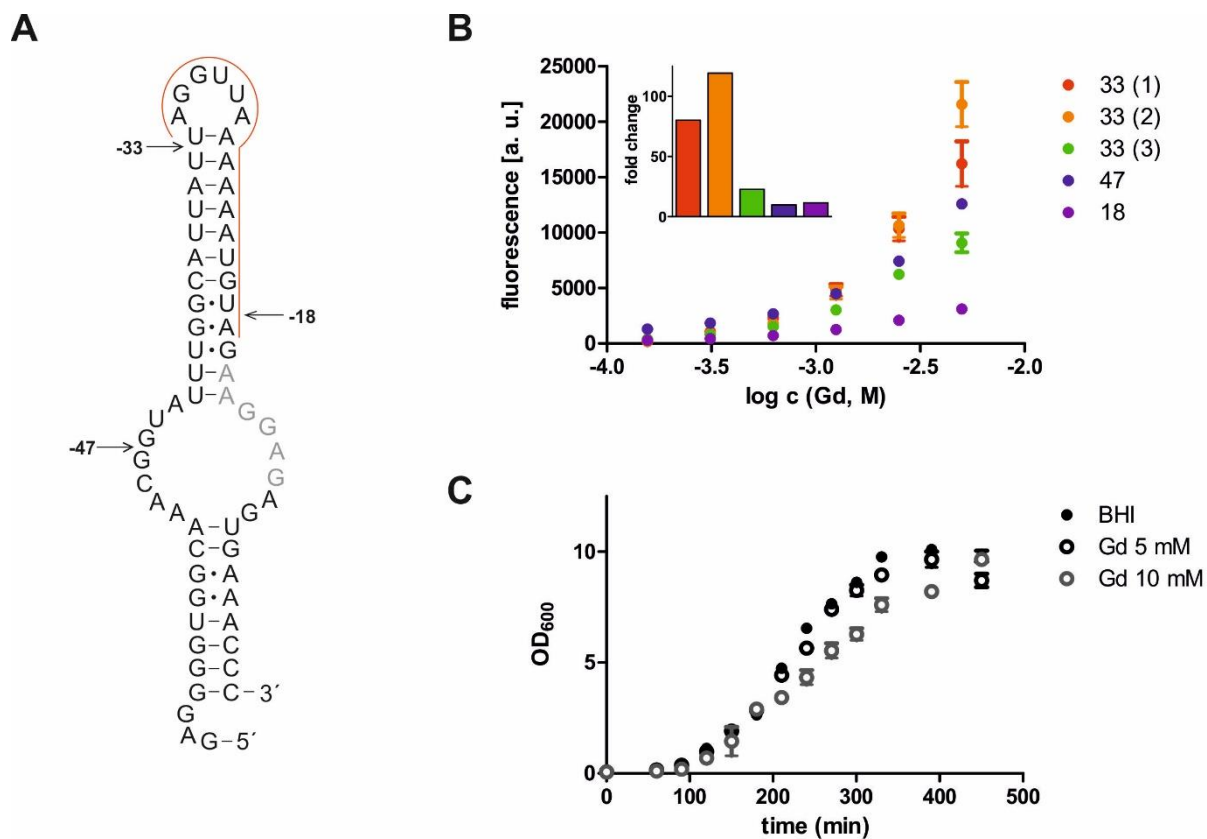 A
G U
G U
A A
-33
U A
U–A
U–A
A A
U–A
U–A
A–U
C–G
G•U
-18
G•A
U•G
U–A
U–A
A G
U G
-47
G A
G G
C A
A G
A
A–U
C–G
G•A
G•A
U–A
G–C
G–C
G–C–3´
G
A
G–5´
B
fluorescence [a. u.]
25000
20000
15000
10000
5000
0
fold change
100
50
0
-4.0 -3.5 -3.0 -2.5 -2.0
log c (Gd, M)
33 (1)
33 (2)
33 (3)
47
18
C
OD600
10
5
0
0 100 200 300 400 500
time (min)
BHI
Gd 5 mM
Gd 10 mM